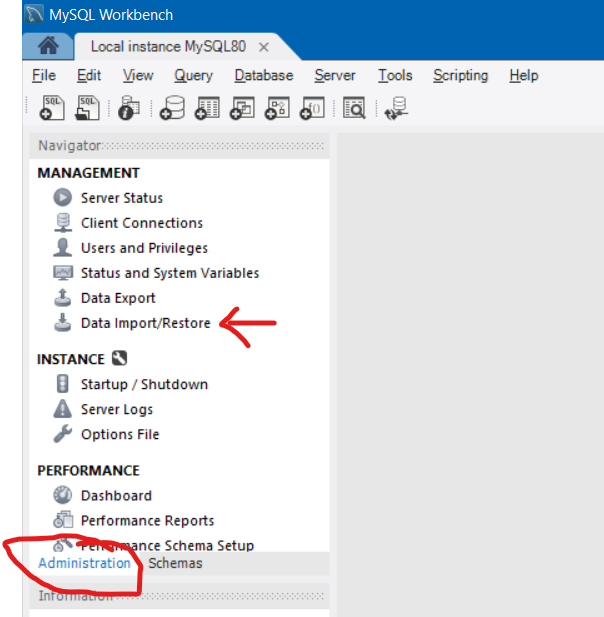 MySQL Workbench
Local instance MySQL80 ×
File Edit View Query Database Server Tools Scripting Help
SQL SQL
Navigator
MANAGEMENT
Server Status
Client Connections
Users and Privileges
Status and System Variables
Data Export
Data Import/Restore
INSTANCE
Startup / Shutdown
Server Logs
Options File
PERFORMANCE
Dashboard
Performance Reports
Performance Schema Setup
Administration Schemas
Information